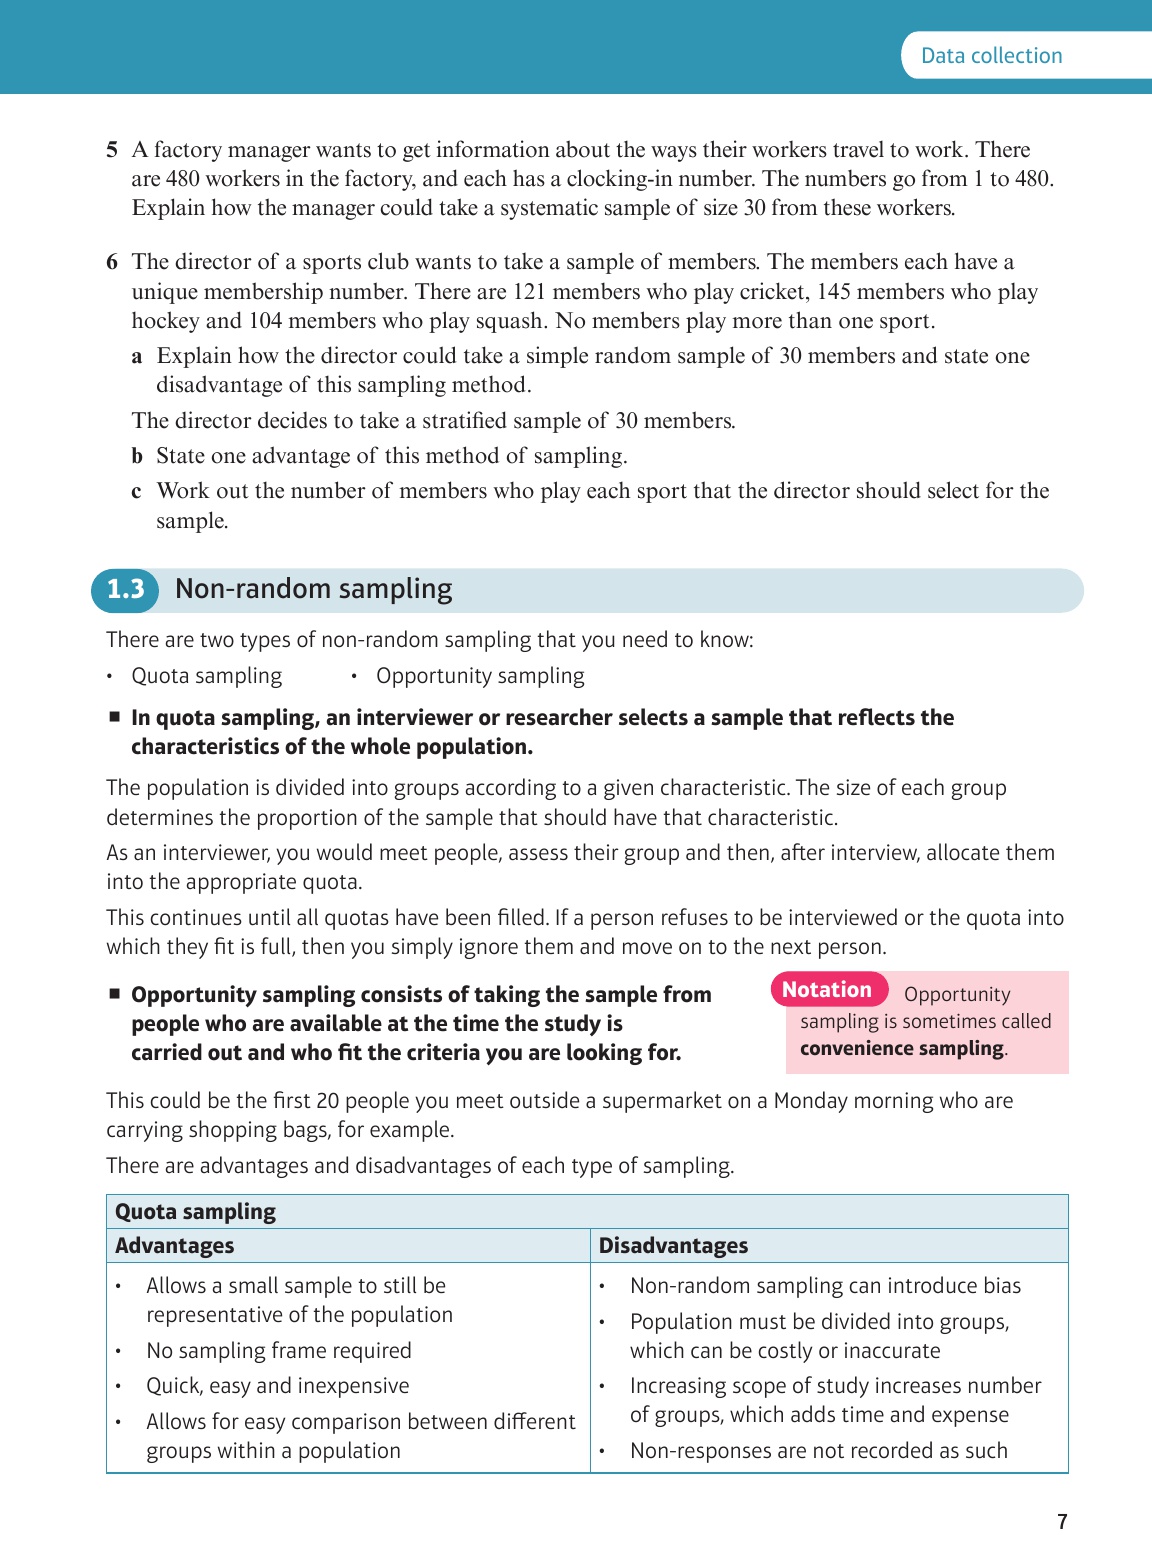 Data collection
5 A factory manager wants to get information about the ways their workers travel to work. There
are 480 workers in the factory, and each has a clocking-in number. The numbers go from 1 to 480.
Explain how the manager could take a systematic sample of size 30 from these workers.
6 The director of a sports club wants to take a sample of members. The members each have a
unique membership number. There are 121 members who play cricket, 145 members who play
hockey and 104 members who play squash. No members play more than one sport.
a Explain how the director could take a simple random sample of 30 members and state one
disadvantage of this sampling method.
The director decides to take a stratified sample of 30 members.
b State one advantage of this method of sampling.
c Work out the number of members who play each sport that the director should select for the
sample.
1.3 Non-random sampling
There are two types of non-random sampling that you need to know:
• Quota sampling • Opportunity sampling
■ In quota sampling, an interviewer or researcher selects a sample that reflects the
characteristics of the whole population.
The population is divided into groups according to a given characteristic. The size of each group
determines the proportion of the sample that should have that characteristic.
As an interviewer, you would meet people, assess their group and then, after interview, allocate them
into the appropriate quota.
This continues until all quotas have been filled. If a person refuses to be interviewed or the quota into
which they fit is full, then you simply ignore them and move on to the next person.
■ Opportunity sampling consists of taking the sample from
people who are available at the time the study is
carried out and who fit the criteria you are looking for.
Notation Opportunity
sampling is sometimes called
convenience sampling.
This could be the first 20 people you meet outside a supermarket on a Monday morning who are
carrying shopping bags, for example.
There are advantages and disadvantages of each type of sampling.
Quota sampling
Advantages
• Allows a small sample to still be
representative of the population
• No sampling frame required
• Quick, easy and inexpensive
• Allows for easy comparison between different
groups within a population
Disadvantages
• Non-random sampling can introduce bias
• Population must be divided into groups,
which can be costly or inaccurate
• Increasing scope of study increases number
of groups, which adds time and expense
• Non-responses are not recorded as such
7